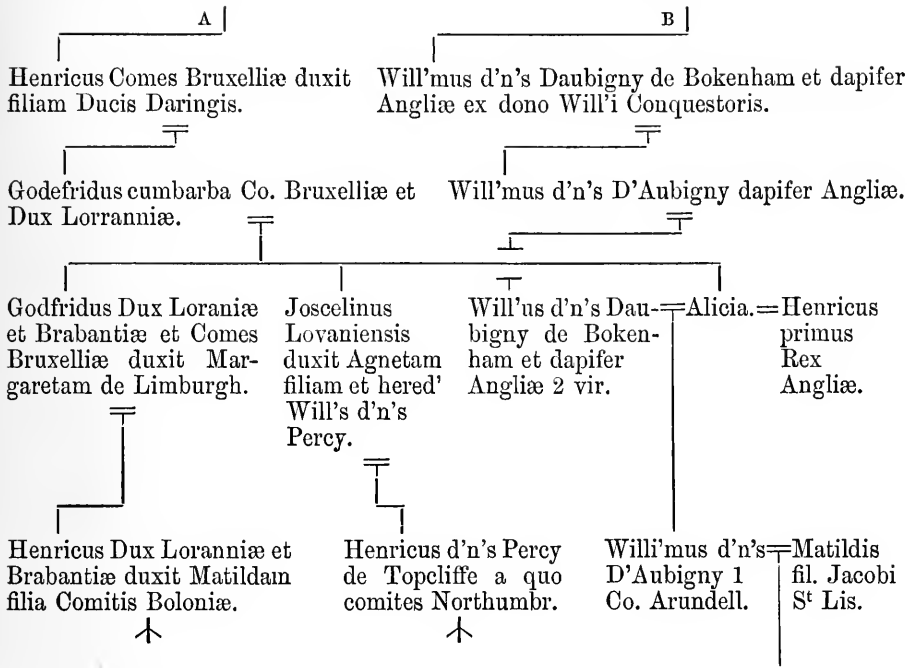 A
B
Henricus Comes Bruxelliæ duxit
filiam Ducis Daringis.
Will'mus d'n's Daubigny de Bokenham et dapifer
Angliæ ex dono Will'i Conquestoris.
Godefridus cumbarba Co. Bruxelliæ et
Dux Lorranniæ.
Will'mus d'n's D'Aubigny dapifer Angliæ.
Godfridus Dux Loraniæ
et Brabantiæ et Comes
Bruxelliæ duxit Mar-
garetam de Limburgh.
Joscelinus
Lovaniensis
duxit Agnetam
filiam et hered'
Will's d'n's
Percy.
Will'us d'n's Dau-
bigny de Boken-
ham et dapifer
Angliæ 2 vir.
Alicia.
Henricus
primus
Rex
Angliæ.
Henricus Dux Loranniæ et
Brabantiæ duxit Matildam
filia Comitis Boloniæ.
Henricus d'n's Percy
de Topcliffe a quo
comites Northumbr.
Willi'mus d'n's
D'Aubigny 1
Co. Arundell.
Matildis
fil. Jacobi
St Lis.